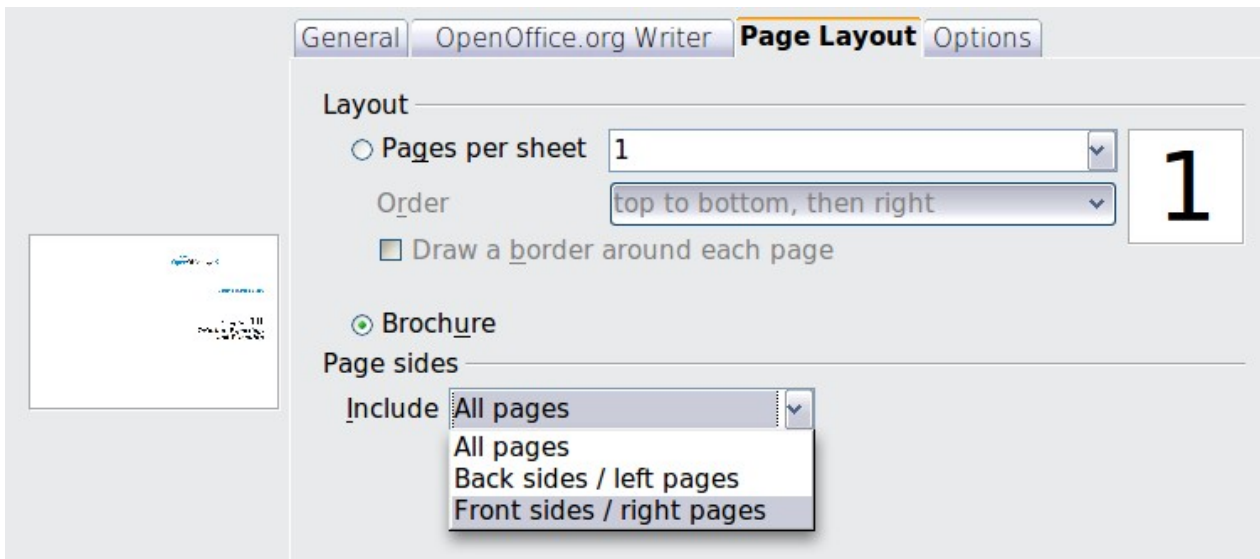 General OpenOffice.org Writer Page Layout Options
Layout
Pages per sheet 1
1
Order top to bottom, then right
Draw a border around each page
Brochure
Page sides
Include All pages
All pages
Back sides / left pages
Front sides / right pages